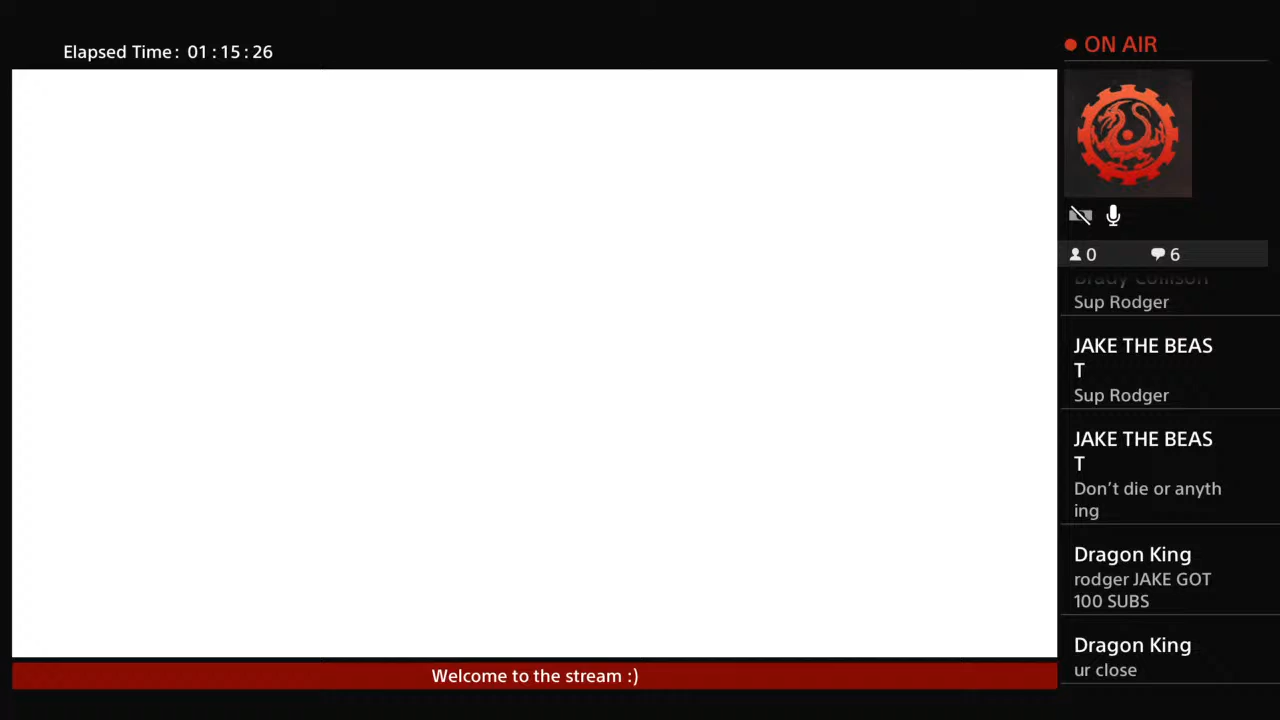 Elapsed Time: 01:15:26
ON AIR
0 6
Brady Collison
Sup Rodger
JAKE THE BEAS
T
Sup Rodger
JAKE THE BEAS
T
Don't die or anyth
ing
Dragon King
rodger JAKE GOT
100 SUBS
Dragon King
ur close
Welcome to the stream :)